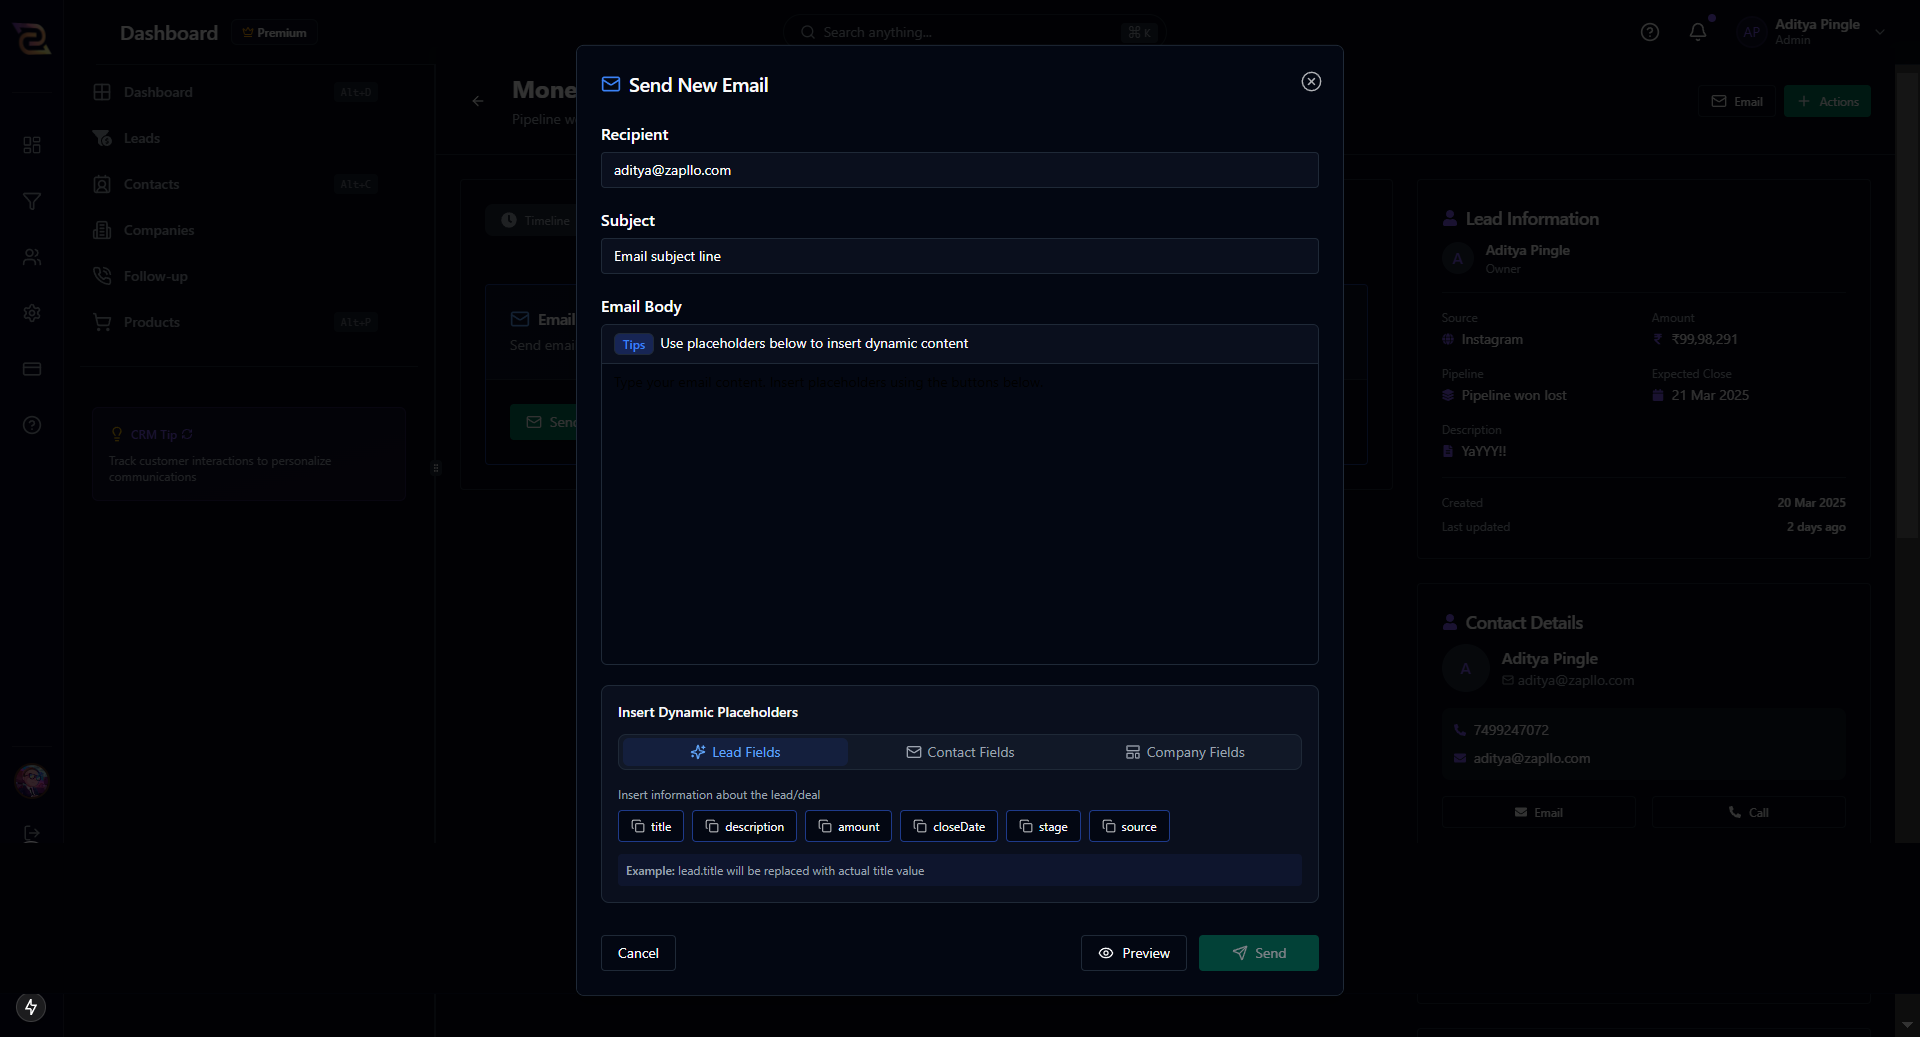 Dashboard
Premium
Search anything...
⌘ K
AP
Aditya Pingle
Admin
Dashboard
Alt+D
Leads
Contacts
Alt+C
Companies
Follow-up
Products
Alt+P
CRM Tip
Track customer interactions to personalize
communications
Mone
Pipeline wo
Email
Actions
Timeline
Email
Send emai
Send
Send New Email
Recipient
aditya@zapllo.com
Subject
Email subject line
Email Body
Tips
Use placeholders below to insert dynamic content
Type your email content. Insert placeholders using the buttons below.
Insert Dynamic Placeholders
Lead Fields
Contact Fields
Company Fields
Insert information about the lead/deal
title
description
amount
closeDate
stage
source
Example: lead.title will be replaced with actual title value
Cancel
Preview
Send
Lead Information
A
Aditya Pingle
Owner
Source
Instagram
Amount
₹99,98,291
Pipeline
Pipeline won lost
Expected Close
21 Mar 2025
Description
YaYYY!!
Created
20 Mar 2025
Last updated
2 days ago
Contact Details
A
Aditya Pingle
aditya@zapllo.com
7499247072
aditya@zapllo.com
Email
Call